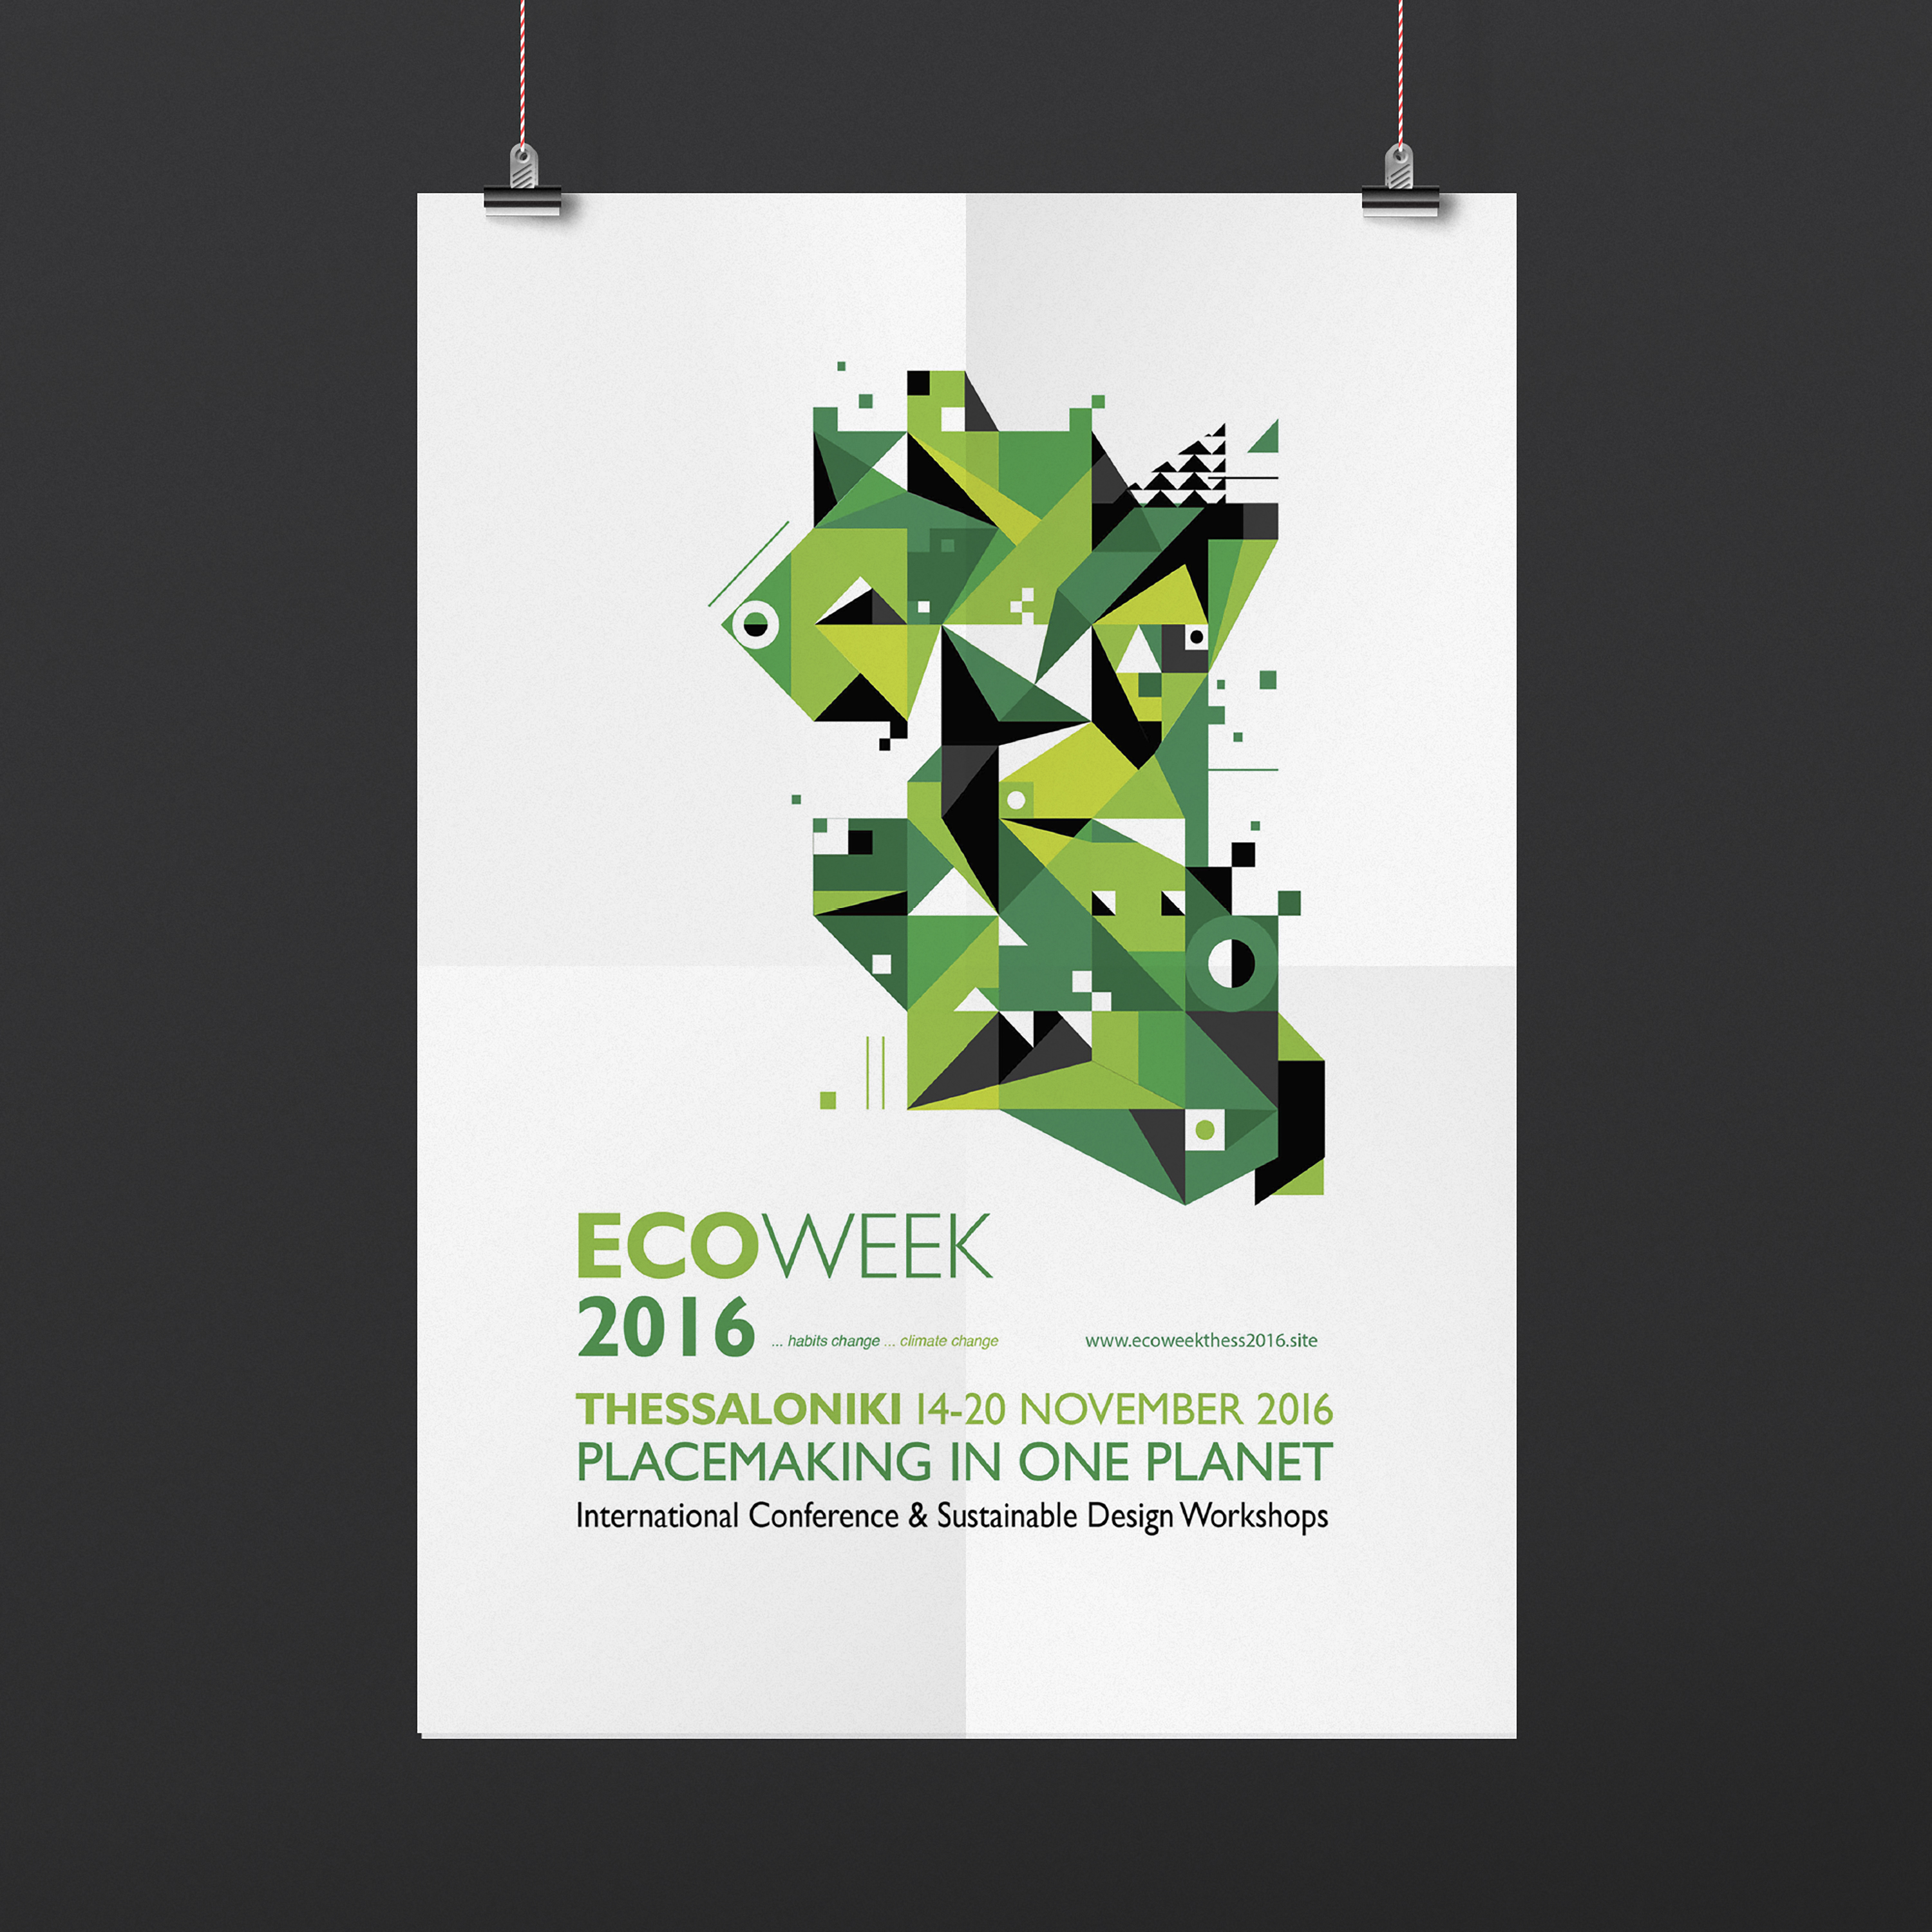 ECOWEEK
2016 ... habits change ... climate change www.ecoweekthess2016.site
THESSALONIKI 14-20 NOVEMBER 2016
PLACEMAKING IN ONE PLANET
International Conference & Sustainable Design Workshops